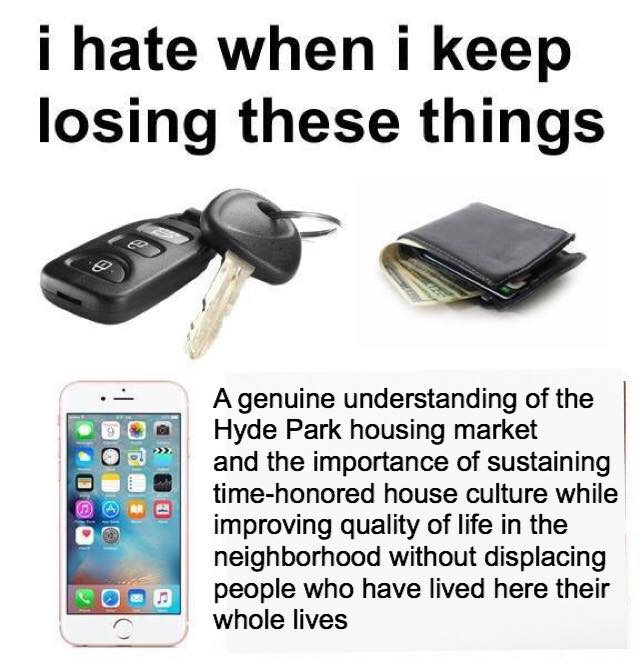 i hate when i keep
losing these things
A genuine understanding of the
Hyde Park housing market
and the importance of sustaining
time-honored house culture while
improving quality of life in the
neighborhood without displacing
people who have lived here their
whole lives